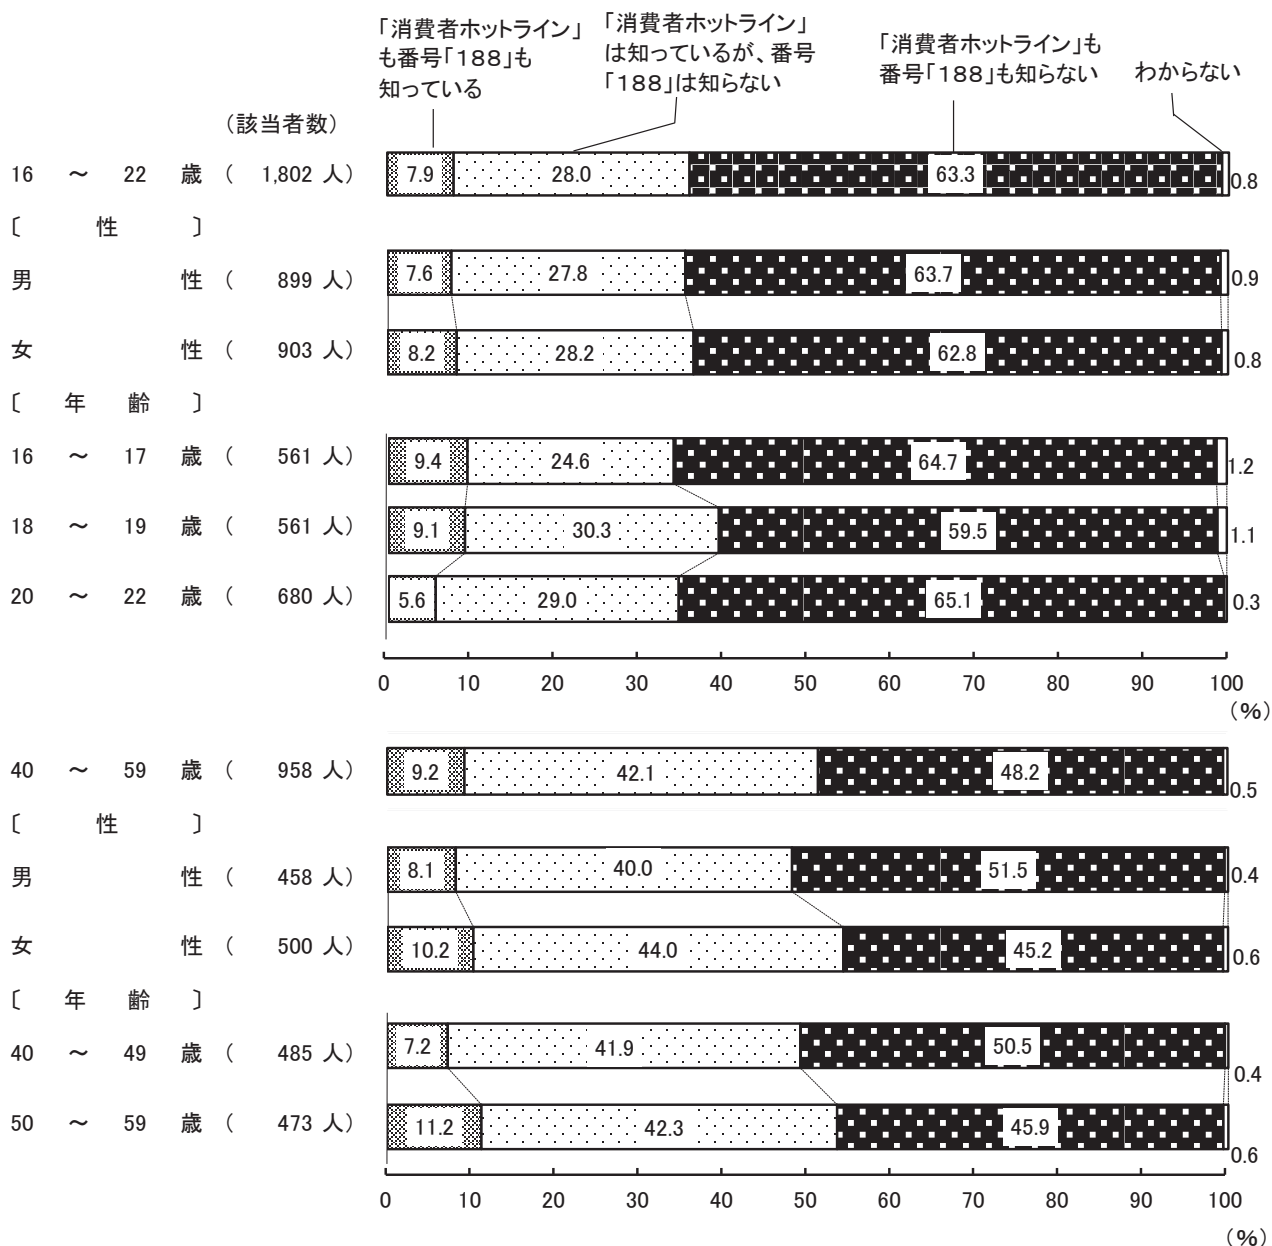 「消費者ホットライン」
も番号「188」も
知っている
「消費者ホットライン」
は知っているが、番号
「188」は知らない
「消費者ホットライン」も
番号「188」も知らない
わからない
（該当者数）
16 ～ 22 歳 （ 1,802 人） 7.9 28.0 63.3 0.8
〔 性 〕
男 性 （ 899 人） 7.6 27.8 63.7 0.9
女 性 （ 903 人） 8.2 28.2 62.8 0.8
〔 年 齢 〕
16 ～ 17 歳 （ 561 人） 9.4 24.6 64.7 1.2
18 ～ 19 歳 （ 561 人） 9.1 30.3 59.5 1.1
20 ～ 22 歳 （ 680 人） 5.6 29.0 65.1 0.3
0 10 20 30 40 50 60 70 80 90 100
（％）
40 ～ 59 歳 （ 958 人） 9.2 42.1 48.2 0.5
〔 性 〕
男 性 （ 458 人） 8.1 40.0 51.5 0.4
女 性 （ 500 人） 10.2 44.0 45.2 0.6
〔 年 齢 〕
40 ～ 49 歳 （ 485 人） 7.2 41.9 50.5 0.4
50 ～ 59 歳 （ 473 人） 11.2 42.3 45.9 0.6
0 10 20 30 40 50 60 70 80 90 100
（％）